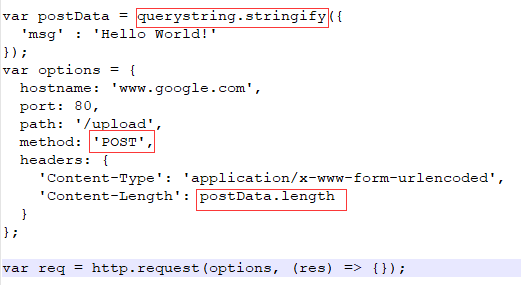 var postData = querystring.stringify({
  'msg' : 'Hello World!'
});
var options = {
  hostname: 'www.google.com',
  port: 80,
  path: '/upload',
  method: 'POST',
  headers: {
    'Content-Type': 'application/x-www-form-urlencoded',
    'Content-Length': postData.length
  }
};

var req = http.request(options, (res) => {});